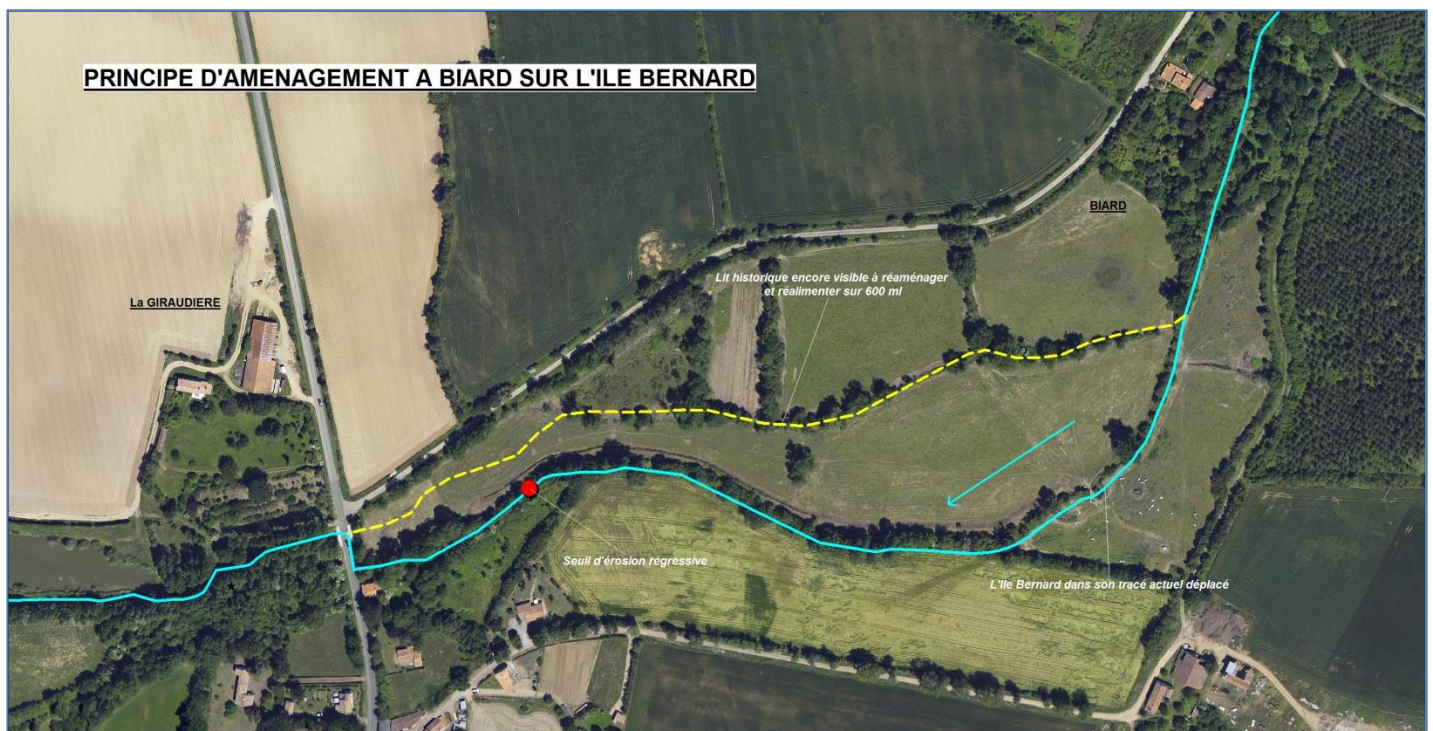 PRINCIPE D'AMENAGEMENT A BIARD SUR L'ILE BERNARD
BIARD
Lit historique encore visible à réaménager
et réalimenter sur 600 ml
La GIRAUDIERE
Seuil d'érosion régressive
L'Ile Bernard dans son tracé actuel déplacé